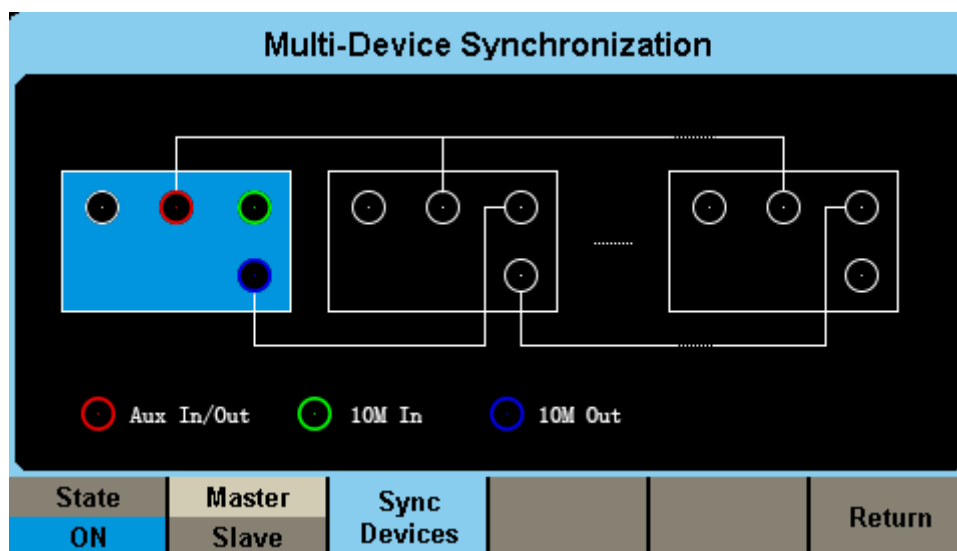 Multi-Device Synchronization
Aux In/Out 10M In 10M Out
State Master Sync Return
ON Slave Devices